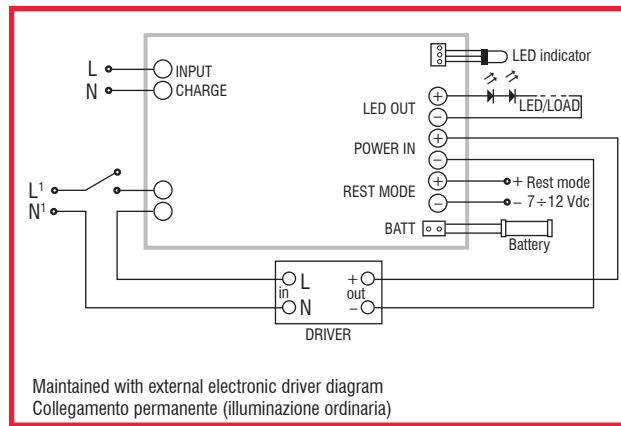 L INPUT
N CHARGE
LED indicator
LED OUT + −
LED/LOAD
POWER IN + −
REST MODE + −
+ Rest mode
− 7÷12 Vdc
BATT
Battery
L¹
N¹
in L N
+ out −
DRIVER
Maintained with external electronic driver diagram
Collegamento permanente (illuminazione ordinaria)